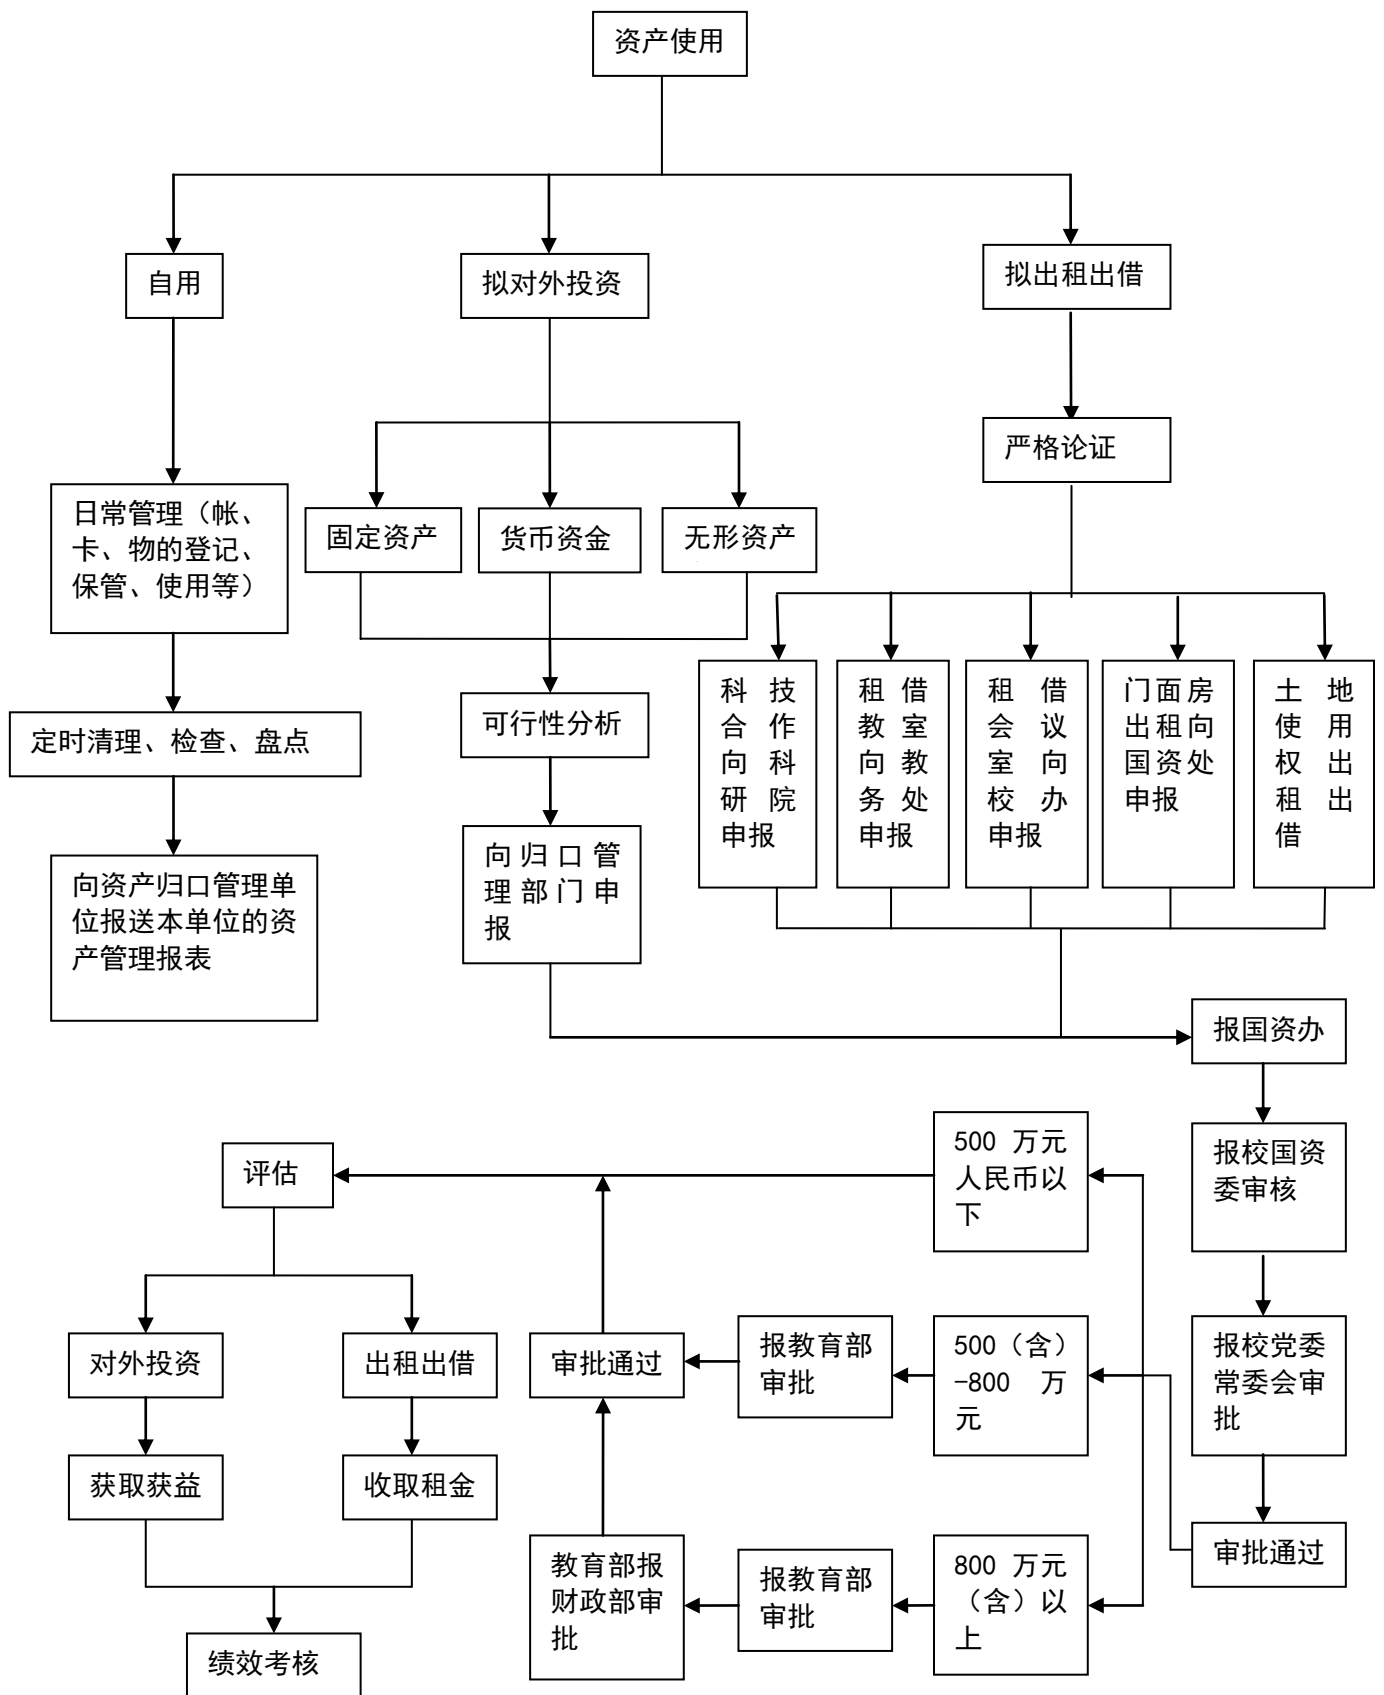 资产使用
自用
拟对外投资
拟出租出借
严格论证
日常管理（帐、
卡、物的登记、
保管、使用等）
固定资产
货币资金
无形资产
定时清理、检查、盘点
可行性分析
科技
合作
向科
研院
申报
租借
教室
向教
务处
申报
租借
会议
室向
校办
申报
门面房
出租向
国资处
申报
土地
使用
权出
租出
借
向资产归口管理单
位报送本单位的资
产管理报表
向归口管
理部门申
报
报国资办
报校国资
委审核
报校党委
常委会审
批
审批通过
500 万元
人民币以
下
500（含）
-800 万
元
800 万元
（含）以
上
报教育部
审批
报教育部
审批
教育部报
财政部审
批
审批通过
评估
对外投资
出租出借
获取获益
收取租金
绩效考核